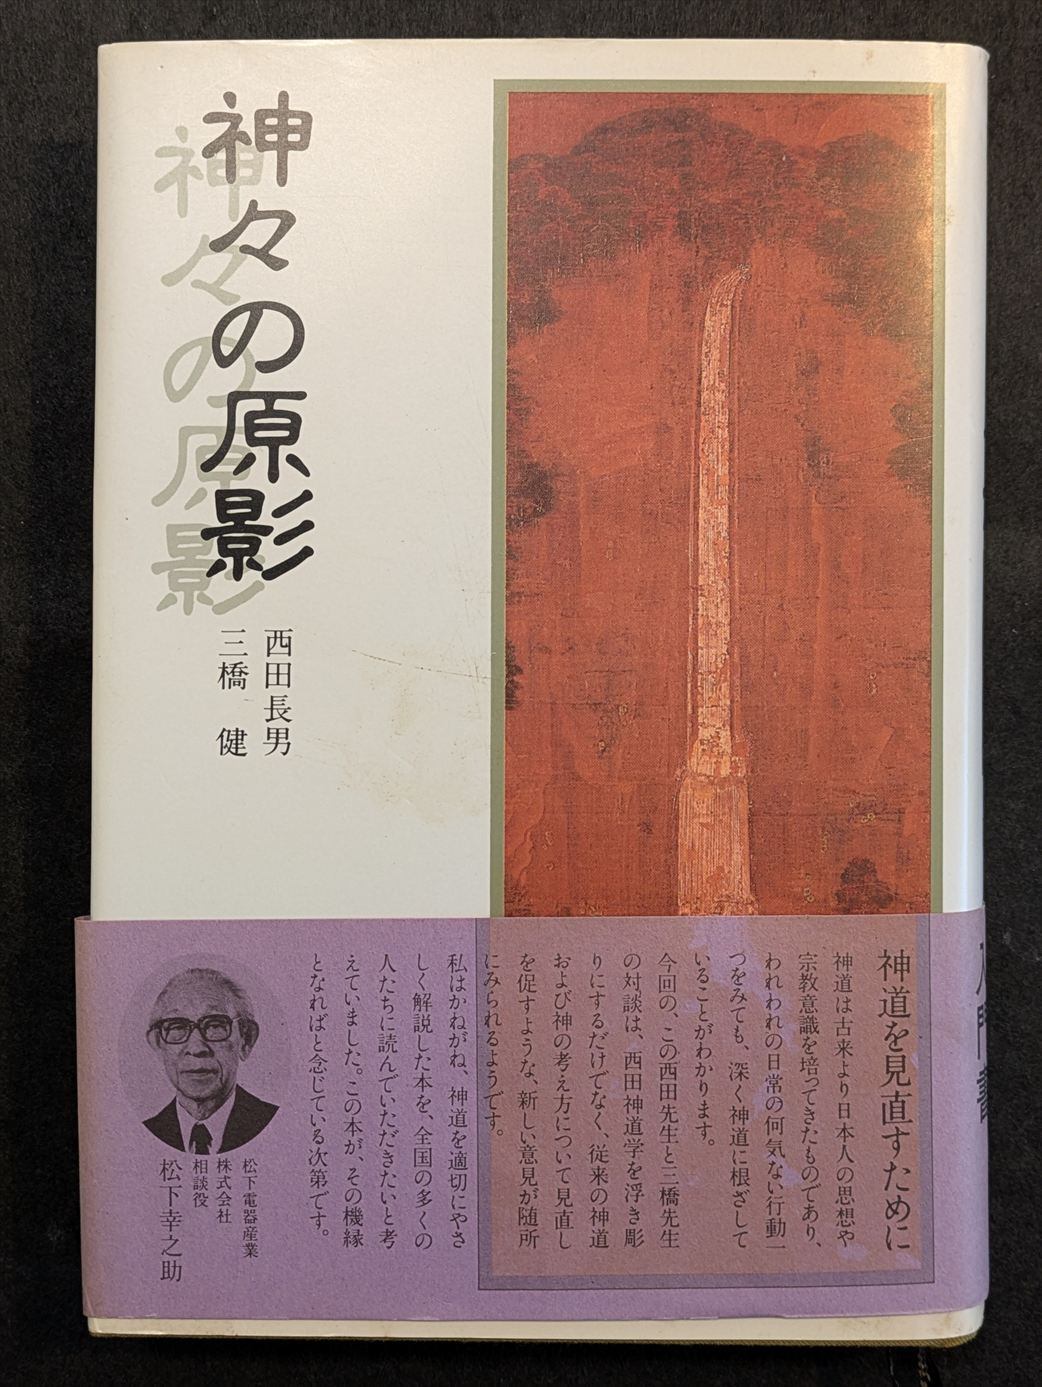 神々の原影
神々の原影
西田長男
三橋 健
神道を見直すために
神道は古来より日本人の思想や
宗教意識を培ってきたものであり、
われわれの日常の何気ない行動一
つをみても、深く神道に根ざして
いることがわかります。
今回の、この西田先生と三橋先生
の対談は、西田神道学を浮き彫
りにするだけでなく、従来の神道
および神の考え方について見直し
を促すような、新しい意見が随所
にみられるようです。
私はかねがね、神道を適切にやさ
しく解説した本を、全国の多くの
人たちに読んでいただきたいと考
えていました。この本が、その機縁
となればと念じている次第です。
松下電器産業
株式会社
相談役
松下幸之助
入門書